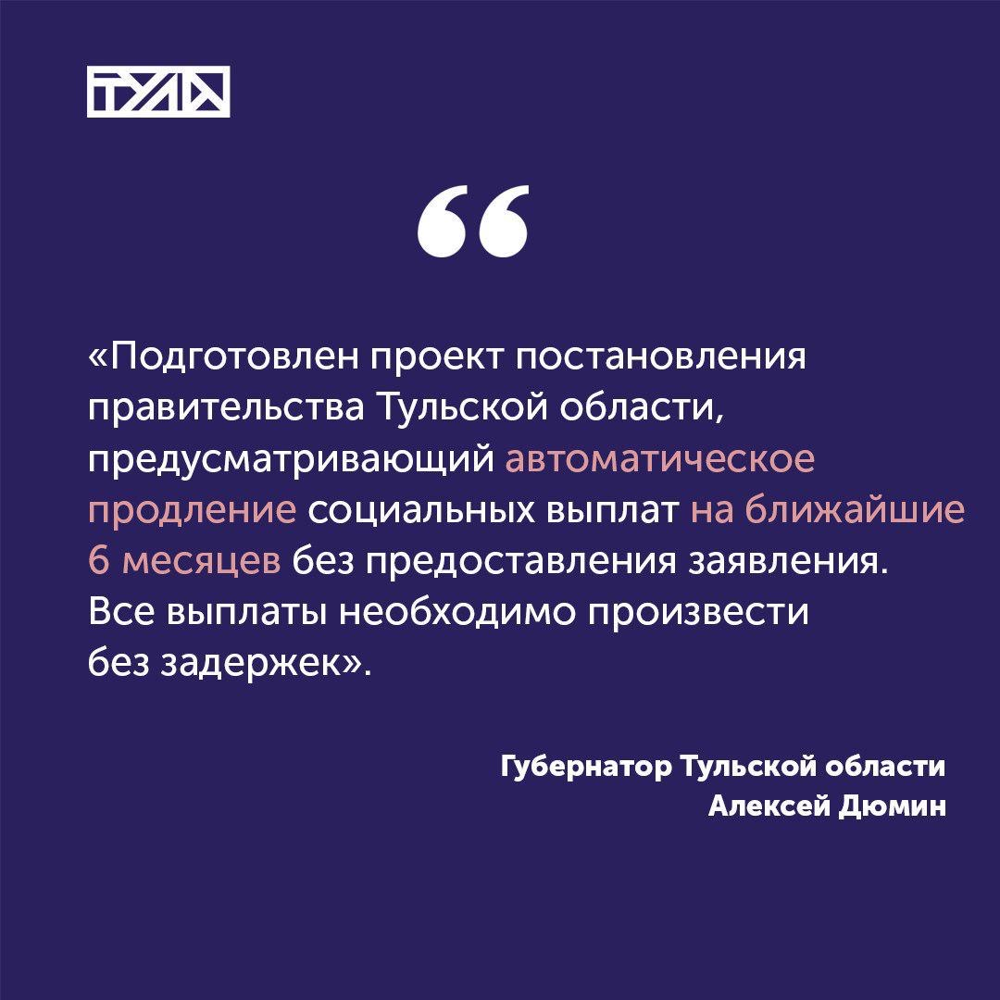 ТУЛА
«Подготовлен проект постановления
правительства Тульской области,
предусматривающий автоматическое
продление социальных выплат на ближайшие
6 месяцев без предоставления заявления.
Все выплаты необходимо произвести
без задержек».
Губернатор Тульской области
Алексей Дюмин